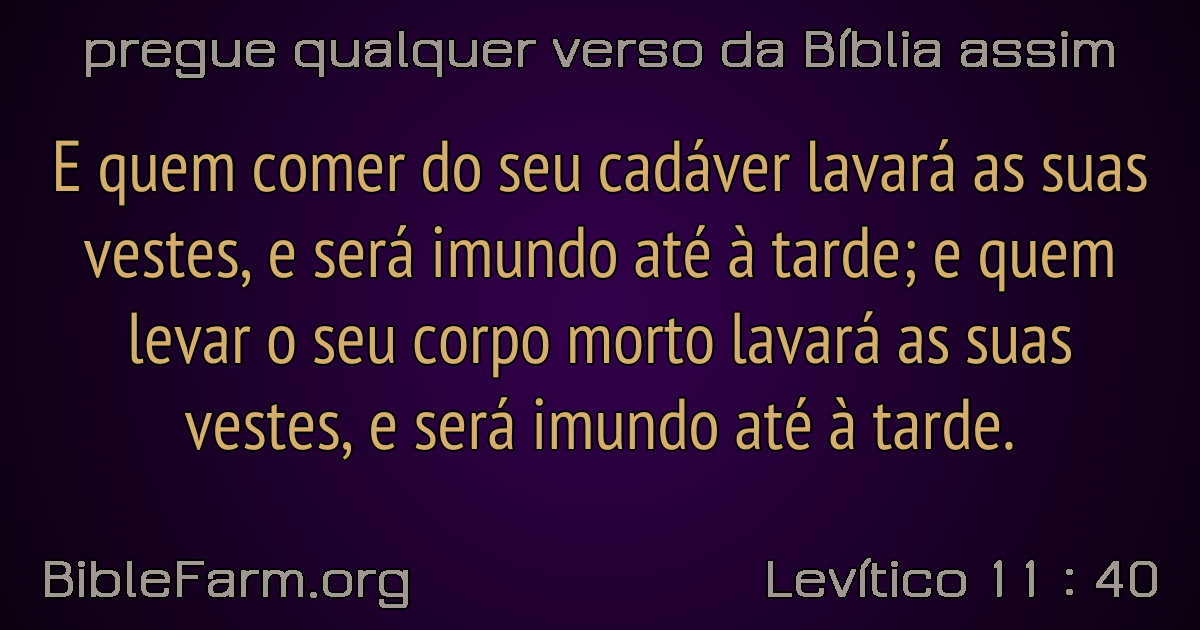 pregue qualquer verso da Bíblia assim
E quem comer do seu cadáver lavará as suas
vestes, e será imundo até à tarde; e quem
levar o seu corpo morto lavará as suas
vestes, e será imundo até à tarde.
BibleFarm.org
Levítico 11 : 40